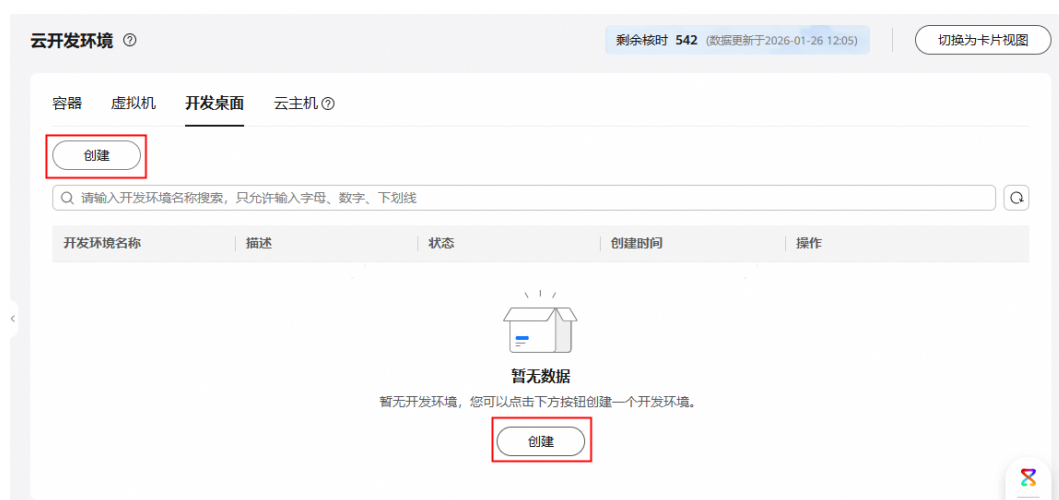 云开发环境
剩余核时 542 (数据更新于2026-01-26 12:05)
切换为卡片视图
容器 虚拟机 开发桌面 云主机
创建
请输入开发环境名称搜索，只允许输入字母、数字、下划线
开发环境名称 描述 状态 创建时间 操作
暂无数据
暂无开发环境，您可以点击下方按钮创建一个开发环境。
创建